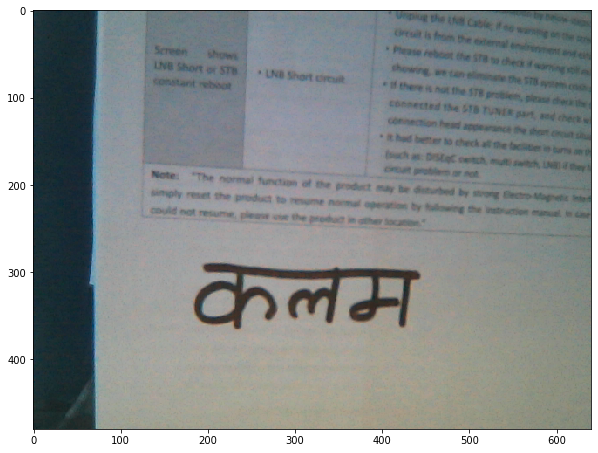 Unplug the LNB Cable, if no warning on the
circuit is from the external environment and
Screen shows
LNB Short or STB
constant reboot
• LNB Short circuit.
• Please reboot the STB to check if warning still
showing, we can eliminate the STB system
• If there is not the STB problem, please check the
connected the STB TUNER part, and check
connection head appearance the short circuit
• It had better to check all the facilities in turns on
(such as: DiSEqC switch, multi switch, LNB) if they
circuit problem or not.
Note: "The normal function of the product may be disturbed by strong Electro-Magnetic
simply reset the product to resume normal operation by following the instruction manual. In
could not resume, please use the product in other location."
कलम
0
100
200
300
400
0 100 200 300 400 500 600